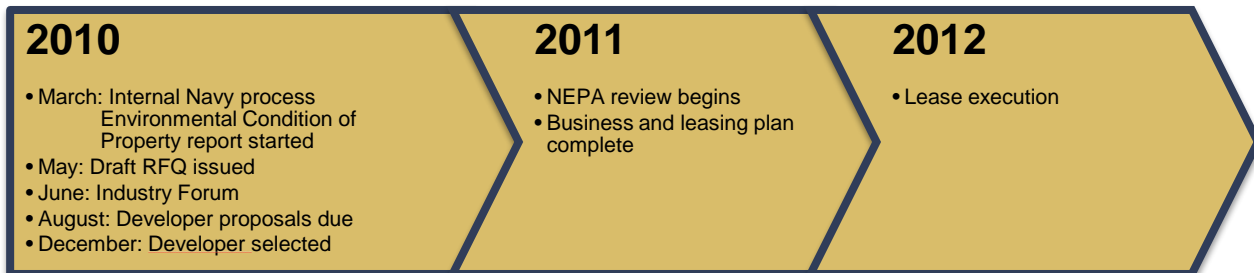 2010
• March: Internal Navy process
Environmental Condition of
Property report started
• May: Draft RFQ issued
• June: Industry Forum
• August: Developer proposals due
• December: Developer selected
2011
• NEPA review begins
• Business and leasing plan
complete
2012
• Lease execution